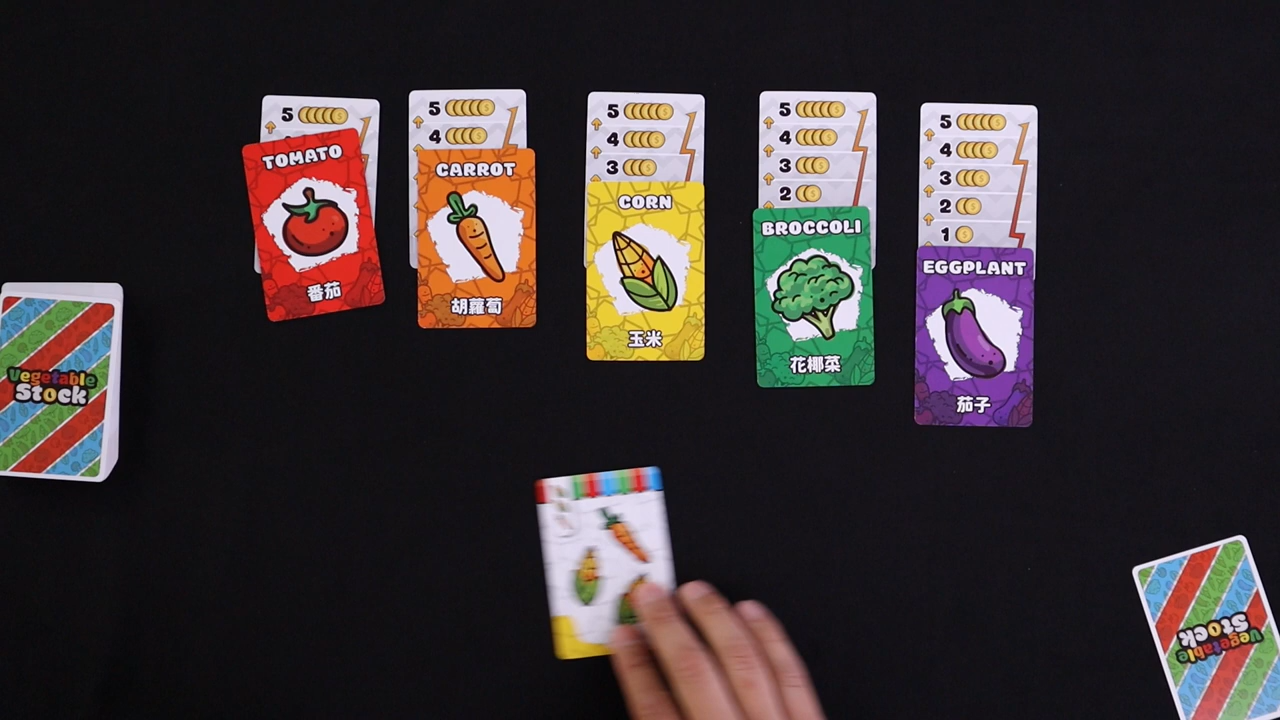 5
TOMATO
番茄
5
4
CARROT
胡蘿蔔
5
4
3
CORN
玉米
5
4
3
2
BROCCOLI
花椰菜
5
4
3
2
1
EGGPLANT
茄子
Vegetable
Stock
Vegetable
Stock